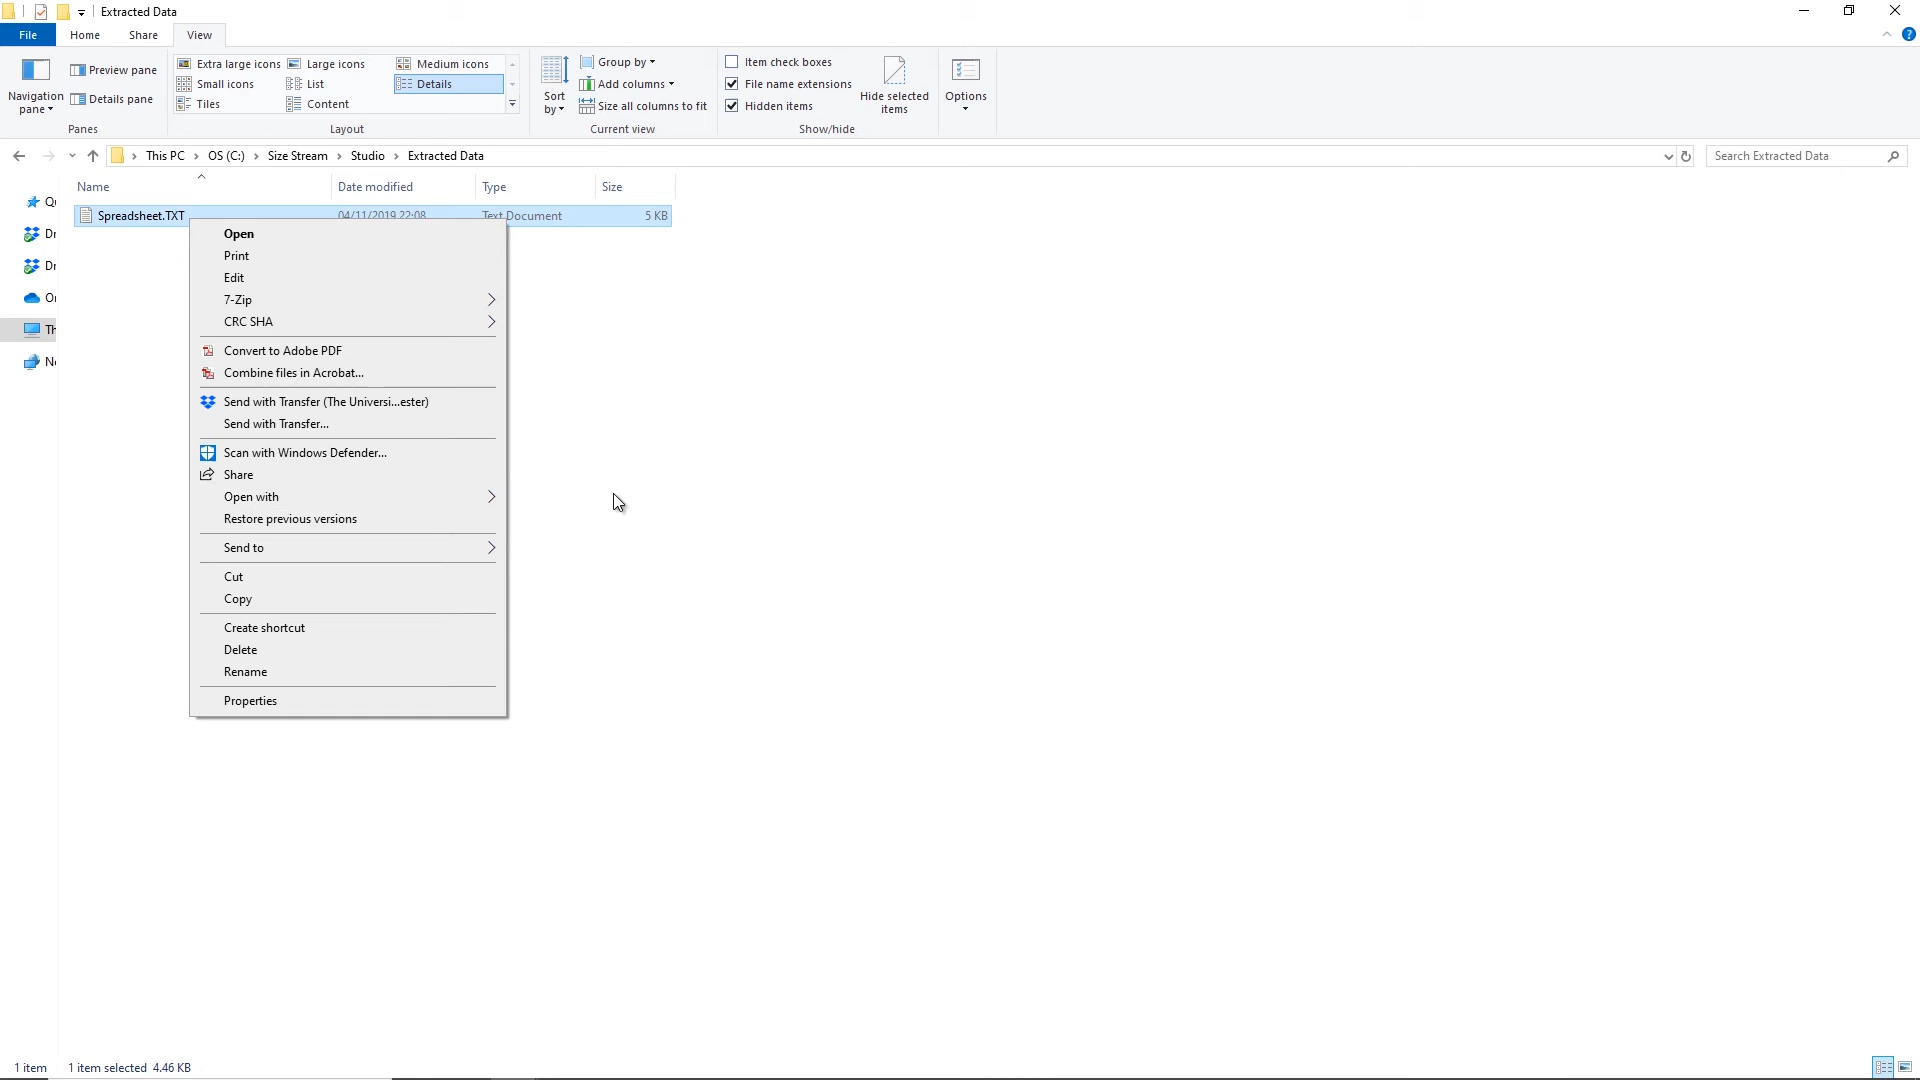 Extracted Data
File Home Share View
Navigation pane
Preview pane
Details pane
Panes
Extra large icons Large icons Medium icons
Small icons List Details
Tiles Content
Layout
Sort by
Group by
Add columns
Size all columns to fit
Current view
Item check boxes
File name extensions
Hidden items
Hide selected items
Show/hide
Options
This PC OS (C:) Size Stream Studio Extracted Data
Search Extracted Data
Name Date modified Type Size
Spreadsheet.TXT 04/11/2019 22:08 Text Document 5 KB
Open
Print
Edit
7-Zip
CRC SHA
Convert to Adobe PDF
Combine files in Acrobat...
Send with Transfer (The Universi...ester)
Send with Transfer...
Scan with Windows Defender...
Share
Open with
Restore previous versions
Send to
Cut
Copy
Create shortcut
Delete
Rename
Properties
1 item 1 item selected 4.46 KB